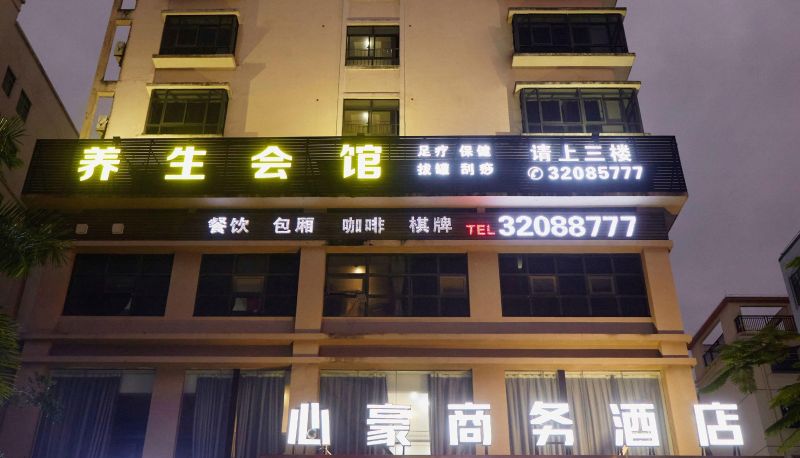 养生会馆
足疗 保健
拔罐 刮痧
请上三楼
✆32085777
餐饮 包厢 咖啡 棋牌 TEL 32088777
心豪商务酒店